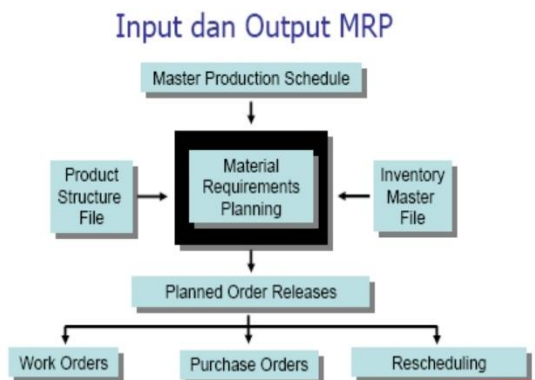 Input dan Output MRP
Master Production Schedule
Product
Structure
File
Material
Requirements
Planning
Inventory
Master
File
Planned Order Releases
Work Orders
Purchase Orders
Rescheduling